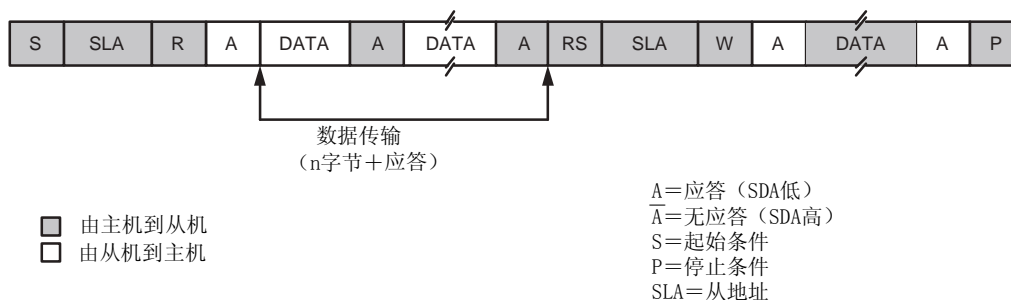 S SLA R A DATA A DATA A RS SLA W A DATA A P
数据传输
（n字节＋应答）
由主机到从机
由从机到主机
A＝应答（SDA低）
A̅＝无应答（SDA高）
S＝起始条件
P＝停止条件
SLA＝从地址